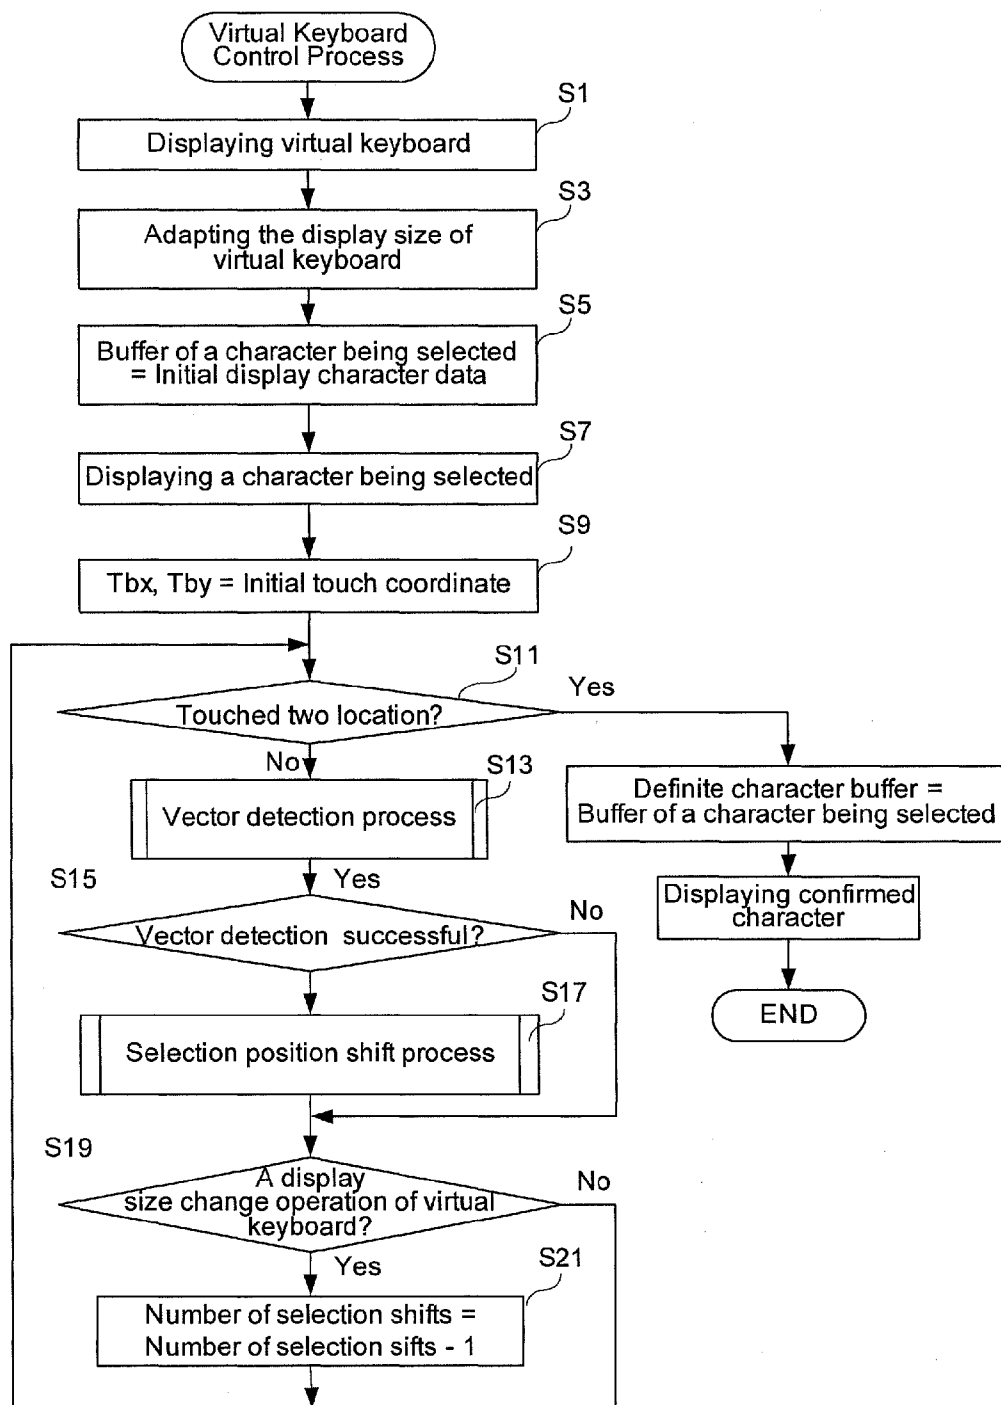 Virtual Keyboard
Control Process
S1
Displaying virtual keyboard
S3
Adapting the display size of
virtual keyboard
S5
Buffer of a character being selected
= Initial display character data
S7
Displaying a character being selected
S9
Tbx, Tby = Initial touch coordinate
S11
Yes
Touched two location?
No
S13
Vector detection process
Definite character buffer =
Buffer of a character being selected
S15
Yes
Displaying confirmed
character
No
Vector detection successful?
S17
END
Selection position shift process
S19
A display
size change operation of virtual
keyboard?
No
Yes
S21
Number of selection shifts =
Number of selection sifts - 1